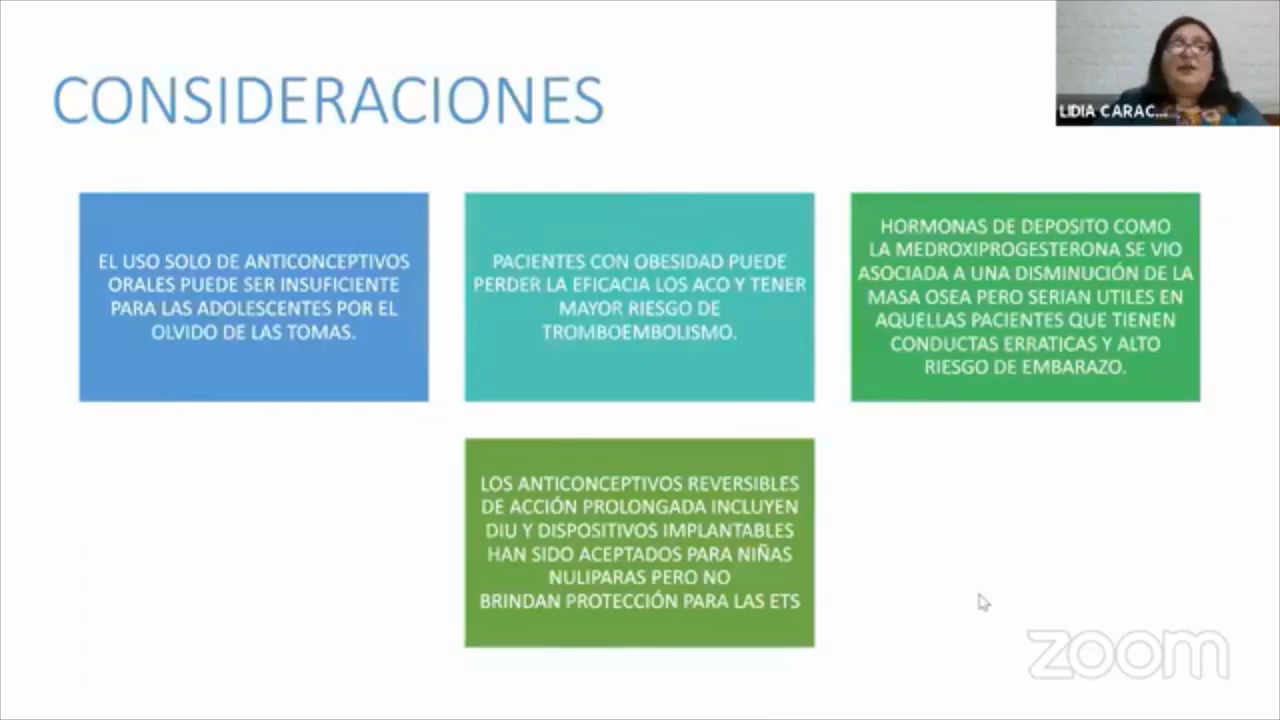 CONSIDERACIONES
LIDIA CARAC...
EL USO SOLO DE ANTICONCEPTIVOS
ORALES PUEDE SER INSUFICIENTE
PARA LAS ADOLESCENTES POR EL
OLVIDO DE LAS TOMAS.
PACIENTES CON OBESIDAD PUEDE
PERDER LA EFICACIA LOS ACO Y TENER
MAYOR RIESGO DE
TROMBOEMBOLISMO.
HORMONAS DE DEPOSITO COMO
LA MEDROXIPROGESTERONA SE VIO
ASOCIADA A UNA DISMINUCIÓN DE LA
MASA OSEA PERO SERIAN UTILES EN
AQUELLAS PACIENTES QUE TIENEN
CONDUCTAS ERRATICAS Y ALTO
RIESGO DE EMBARAZO.
LOS ANTICONCEPTIVOS REVERSIBLES
DE ACCIÓN PROLONGADA INCLUYEN
DIU Y DISPOSITIVOS IMPLANTABLES
HAN SIDO ACEPTADOS PARA NIÑAS
NULIPARAS PERO NO
BRINDAN PROTECCIÓN PARA LAS ETS
zoom